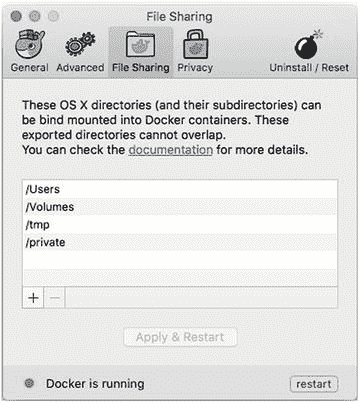 File Sharing
General Advanced File Sharing Privacy Uninstall / Reset
These OS X directories (and their subdirectories) can
be bind mounted into Docker containers. These
exported directories cannot overlap.
You can check the documentation for more details.
/Users
/Volumes
/tmp
/private
+ −
Apply & Restart
Docker is running restart